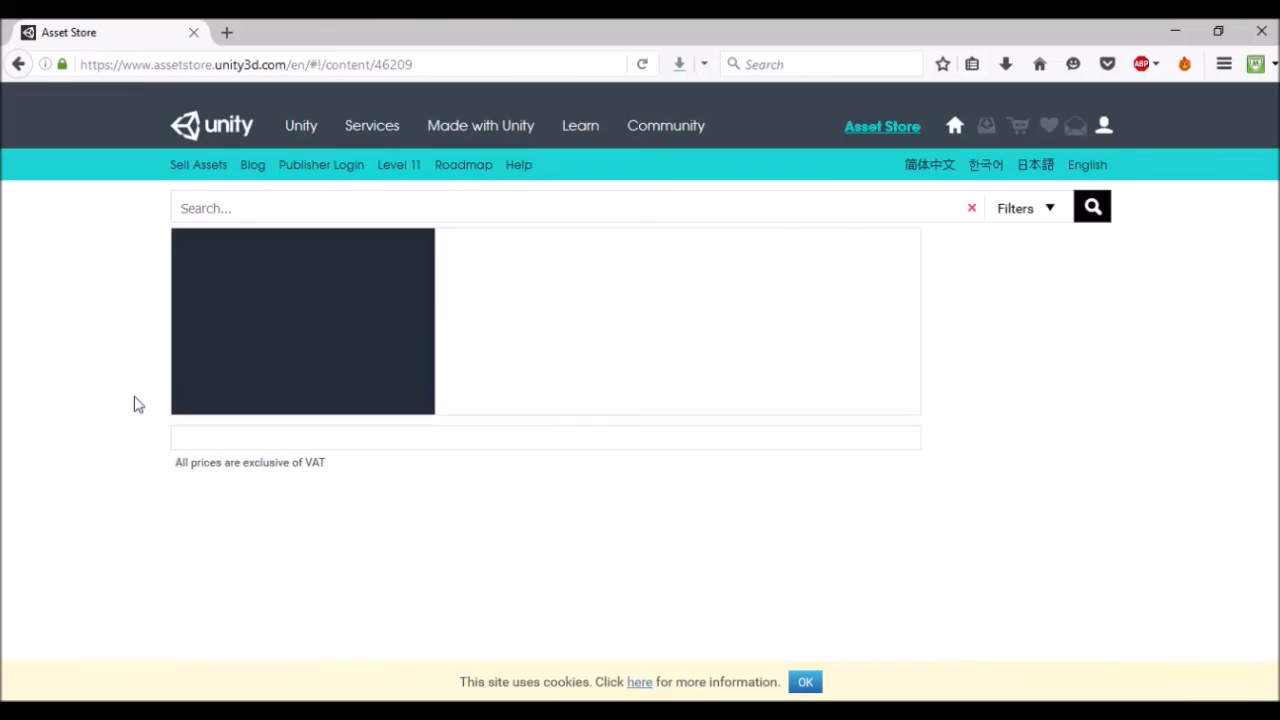 Asset Store
https://www.assetstore.unity3d.com/en/#!/content/46209
Search
ABP
unity
Unity Services Made with Unity Learn Community
Asset Store
Sell Assets Blog Publisher Login Level 11 Roadmap Help
简体中文 한국어 日本語 English
Search...
Filters
All prices are exclusive of VAT
This site uses cookies. Click here for more information. OK